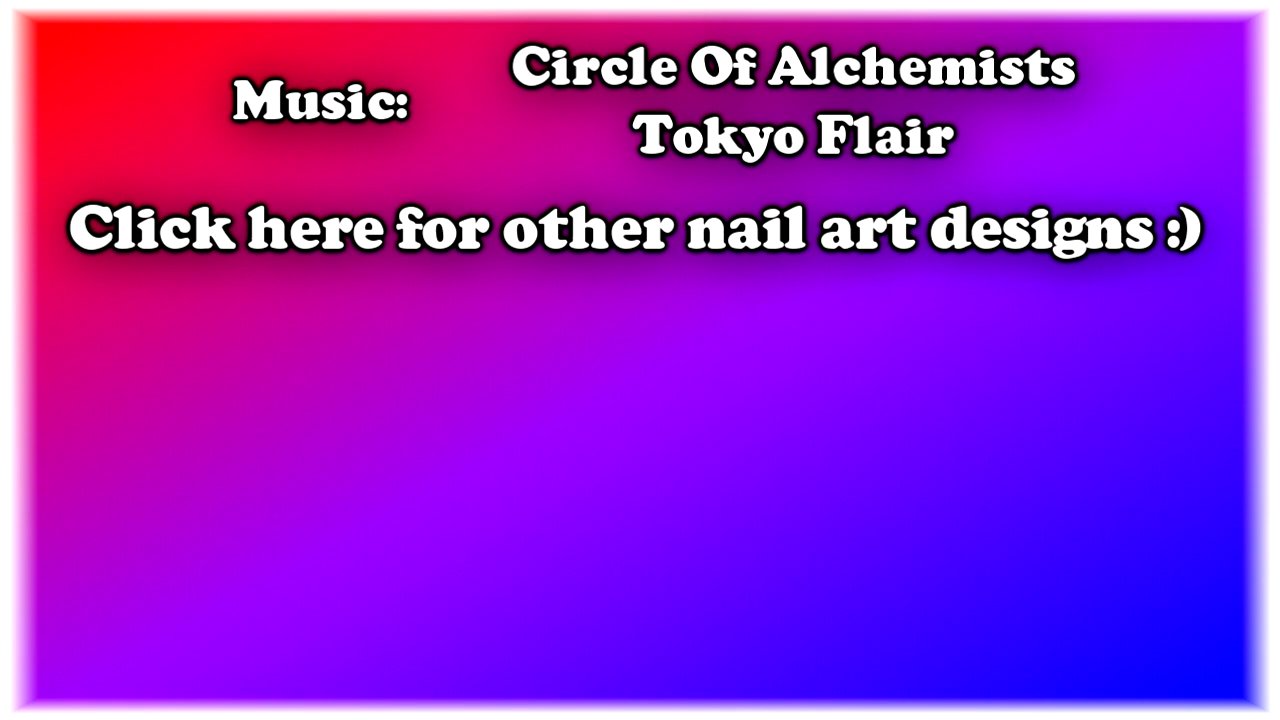 Music:
Circle Of Alchemists
Tokyo Flair
Click here for other nail art designs :)